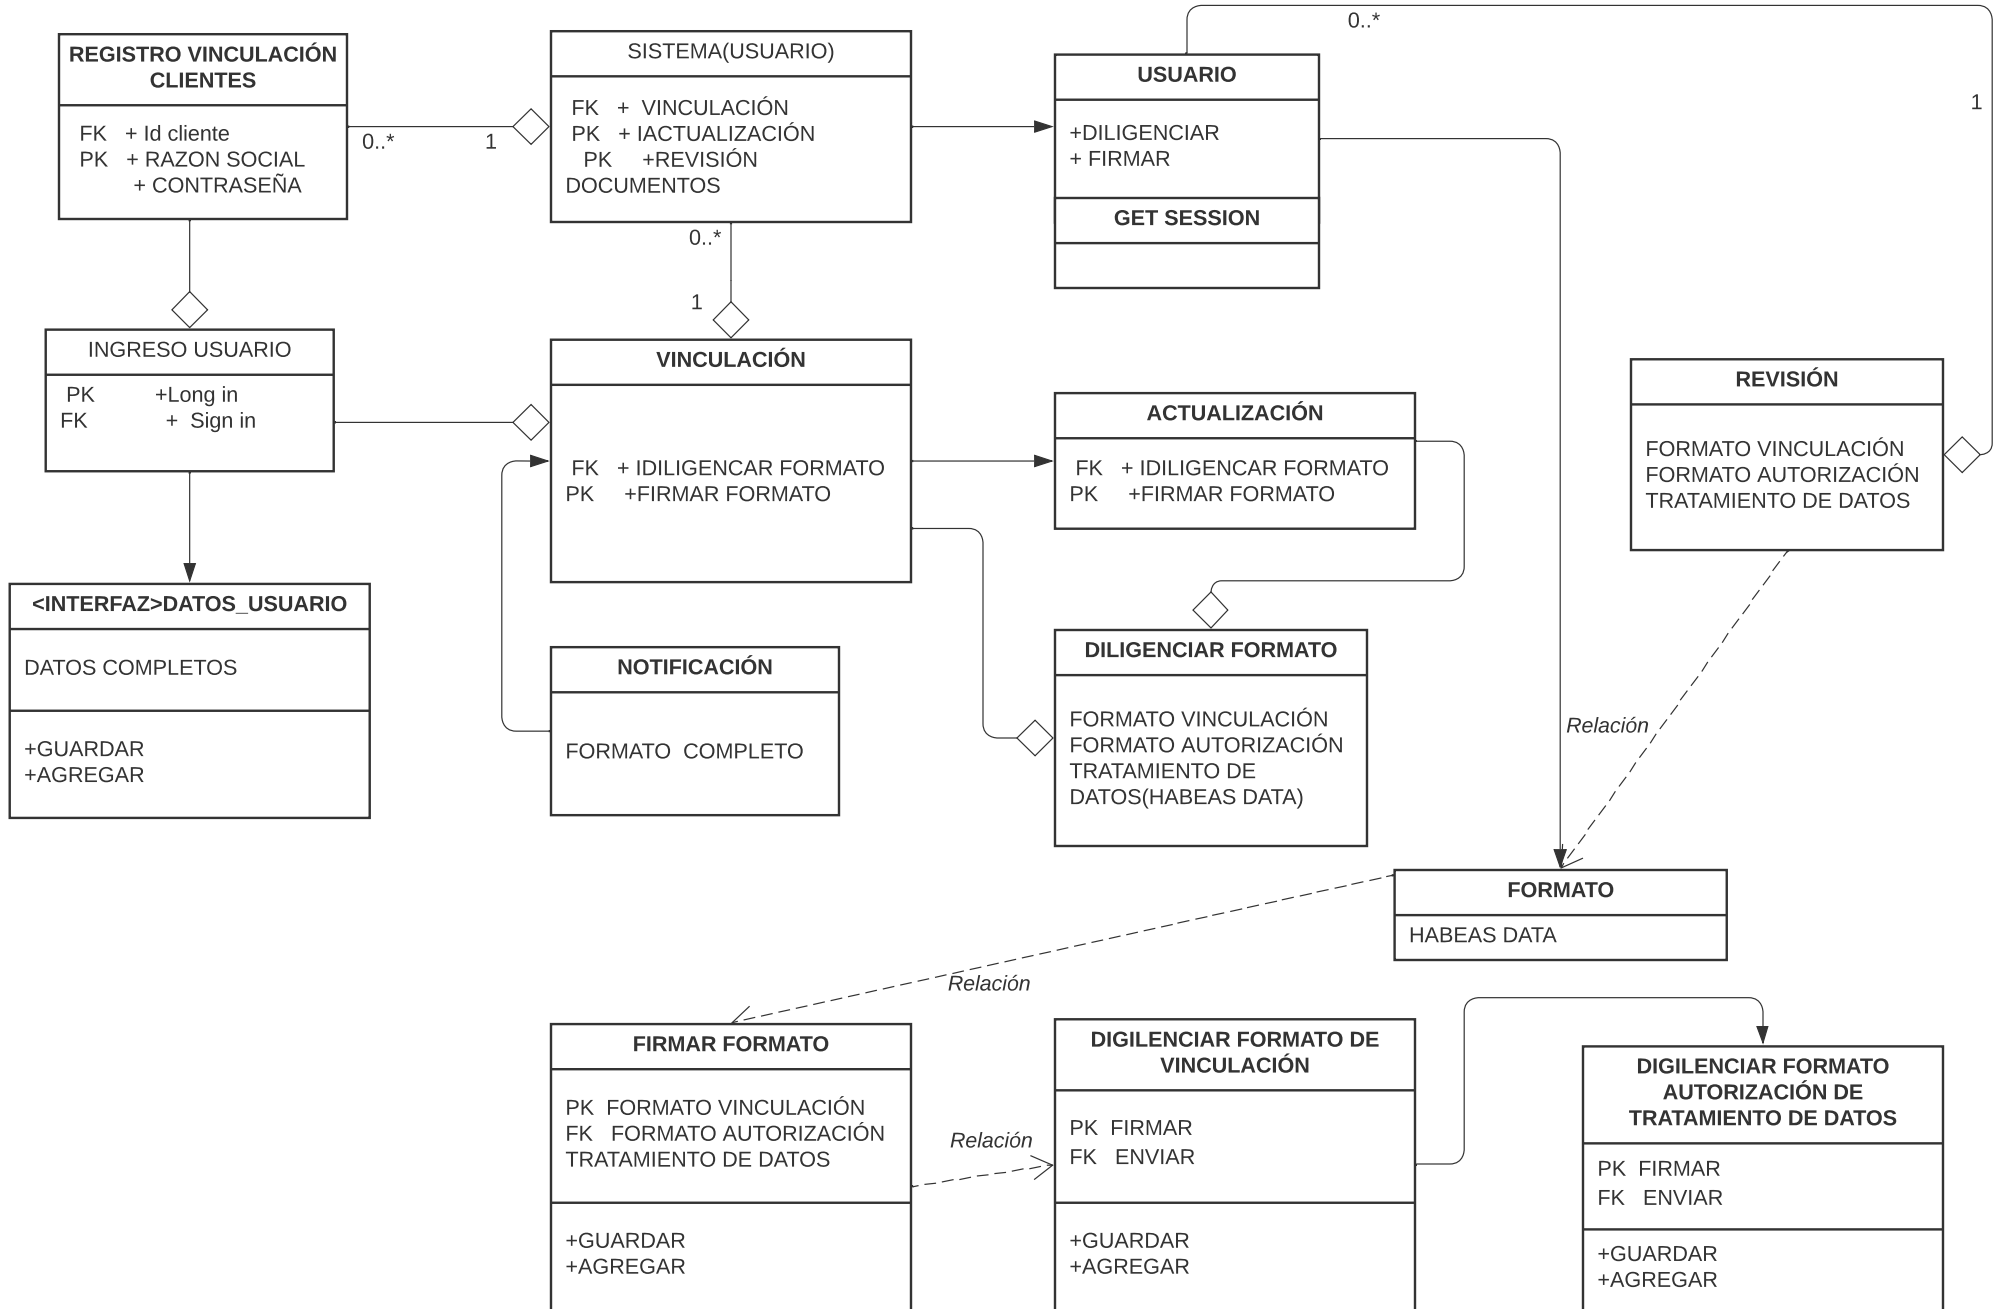 REGISTRO VINCULACIÓN
CLIENTES
FK + Id cliente
PK + RAZON SOCIAL
+ CONTRASEÑA
0..*
1
SISTEMA(USUARIO)
FK + VINCULACIÓN
PK + IACTUALIZACIÓN
PK +REVISIÓN
DOCUMENTOS
0..*
1
USUARIO
+DILIGENCIAR
+ FIRMAR
GET SESSION
0..*
1
INGRESO USUARIO
PK +Long in
FK + Sign in
VINCULACIÓN
FK + IDILIGENCAR FORMATO
PK +FIRMAR FORMATO
ACTUALIZACIÓN
FK + IDILIGENCAR FORMATO
PK +FIRMAR FORMATO
REVISIÓN
FORMATO VINCULACIÓN
FORMATO AUTORIZACIÓN
TRATAMIENTO DE DATOS
<INTERFAZ>DATOS_USUARIO
DATOS COMPLETOS
+GUARDAR
+AGREGAR
NOTIFICACIÓN
FORMATO COMPLETO
DILIGENCIAR FORMATO
FORMATO VINCULACIÓN
FORMATO AUTORIZACIÓN
TRATAMIENTO DE
DATOS(HABEAS DATA)
Relación
FORMATO
HABEAS DATA
Relación
FIRMAR FORMATO
PK FORMATO VINCULACIÓN
FK FORMATO AUTORIZACIÓN
TRATAMIENTO DE DATOS
+GUARDAR
+AGREGAR
Relación
DIGILENCIAR FORMATO DE
VINCULACIÓN
PK FIRMAR
FK ENVIAR
+GUARDAR
+AGREGAR
DIGILENCIAR FORMATO
AUTORIZACIÓN DE
TRATAMIENTO DE DATOS
PK FIRMAR
FK ENVIAR
+GUARDAR
+AGREGAR